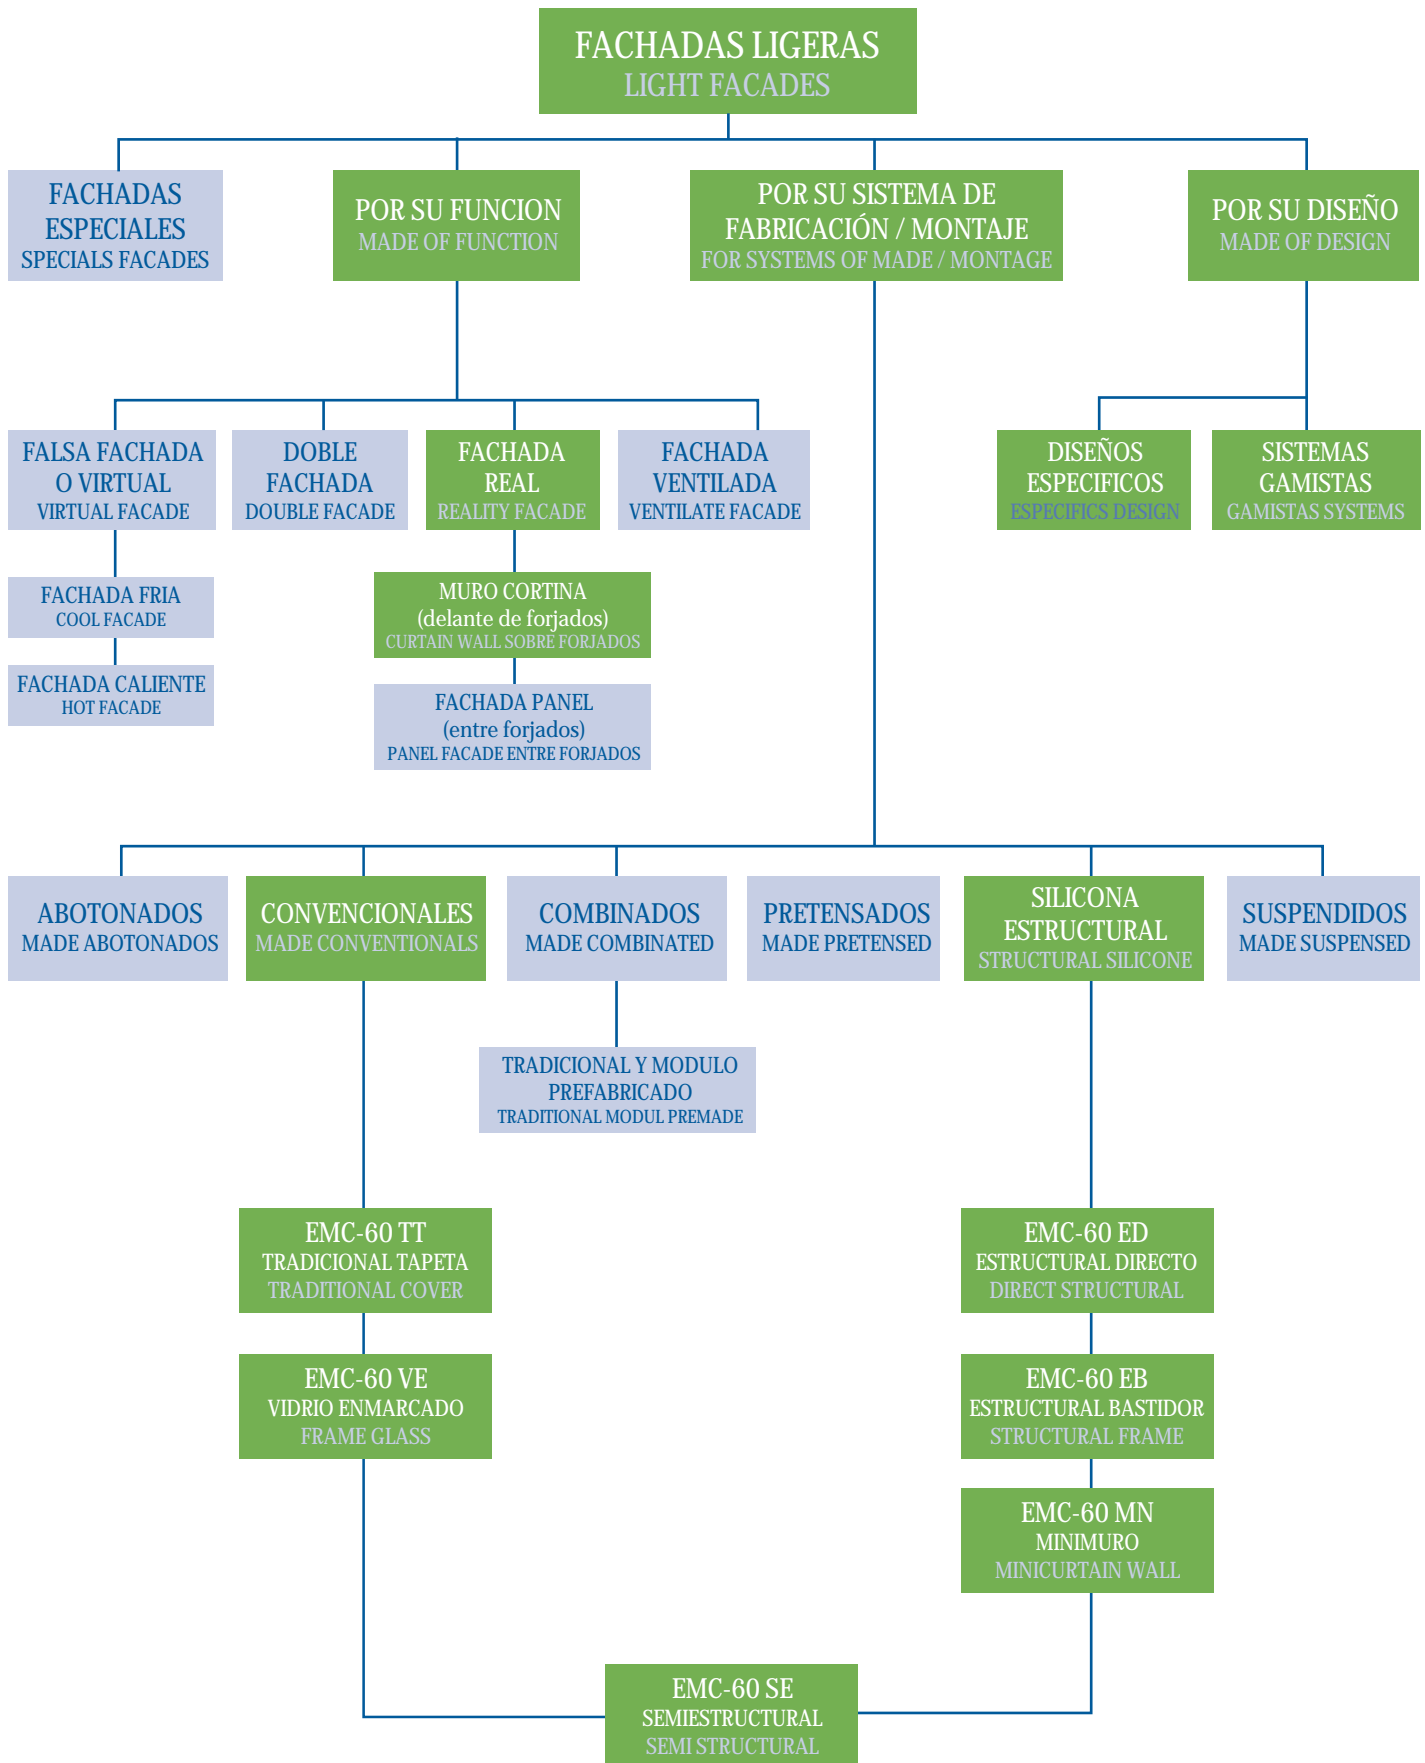 FACHADAS LIGERAS
LIGHT FACADES
FACHADAS
ESPECIALES
SPECIALS FACADES
POR SU FUNCION
MADE OF FUNCTION
POR SU SISTEMA DE
FABRICACIÓN / MONTAJE
FOR SYSTEMS OF MADE / MONTAGE
POR SU DISEÑO
MADE OF DESIGN
FALSA FACHADA
O VIRTUAL
VIRTUAL FACADE
DOBLE
FACHADA
DOUBLE FACADE
FACHADA
REAL
REALITY FACADE
FACHADA
VENTILADA
VENTILATE FACADE
DISEÑOS
ESPECIFICOS
ESPECIFICS DESIGN
SISTEMAS
GAMISTAS
GAMISTAS SYSTEMS
FACHADA FRIA
COOL FACADE
MURO CORTINA
(delante de forjados)
CURTAIN WALL SOBRE FORJADOS
FACHADA CALIENTE
HOT FACADE
FACHADA PANEL
(entre forjados)
PANEL FACADE ENTRE FORJADOS
ABOTONADOS
MADE ABOTONADOS
CONVENCIONALES
MADE CONVENTIONALS
COMBINADOS
MADE COMBINATED
PRETENSADOS
MADE PRETENSED
SILICONA
ESTRUCTURAL
STRUCTURAL SILICONE
SUSPENDIDOS
MADE SUSPENSED
TRADICIONAL Y MODULO
PREFABRICADO
TRADITIONAL MODUL PREMADE
EMC-60 TT
TRADICIONAL TAPETA
TRADITIONAL COVER
EMC-60 ED
ESTRUCTURAL DIRECTO
DIRECT STRUCTURAL
EMC-60 VE
VIDRIO ENMARCADO
FRAME GLASS
EMC-60 EB
ESTRUCTURAL BASTIDOR
STRUCTURAL FRAME
EMC-60 MN
MINIMURO
MINICURTAIN WALL
EMC-60 SE
SEMIESTRUCTURAL
SEMI STRUCTURAL